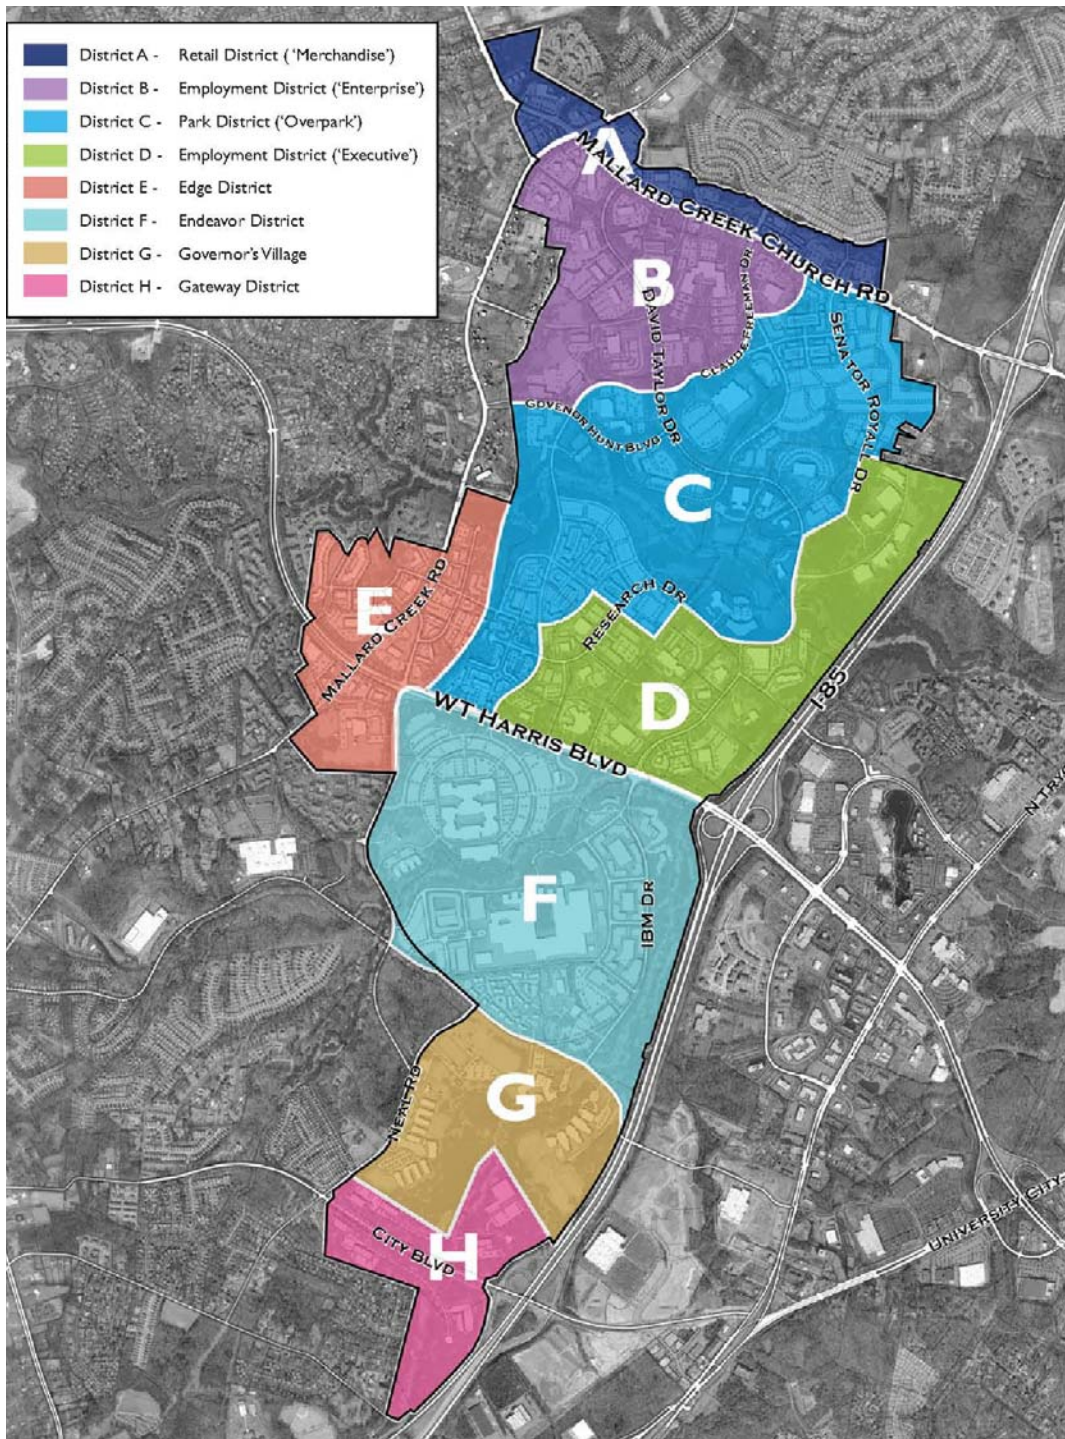 District A - Retail District ('Merchandise')
District B - Employment District ('Enterprise')
District C - Park District ('Overpark')
District D - Employment District ('Executive')
District E - Edge District
District F - Endeavor District
District G - Governor's Village
District H - Gateway District
A
MALLARD CREEK CHURCH RD
B
DAVID TAYLOR DR
CLAUDE FREEMAN DR
SENATOR ROYALL DR
GOVENOR HUNT BLVD
C
RESEARCH DR
E
MALLARD CREEK RD
D
I-85
WT HARRIS BLVD
N TRYO
F
IBM DR
G
NEAL RD
UNIVERSITY CITY
CITY BLVD
H